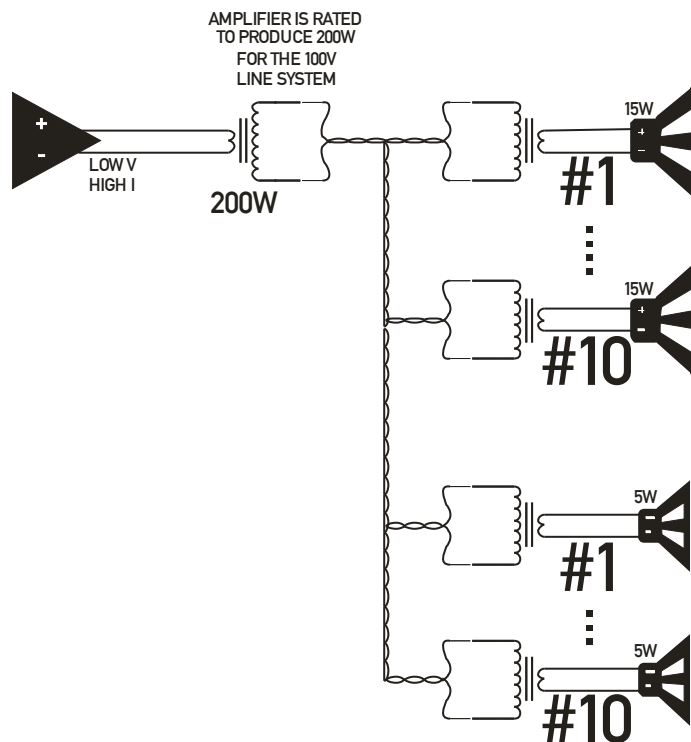 AMPLIFIER IS RATED
TO PRODUCE 200W
FOR THE 100V
LINE SYSTEM
+
-
LOW V
HIGH I
200W
15W
+
-
#1
15W
+
-
#10
5W
#1
5W
#10